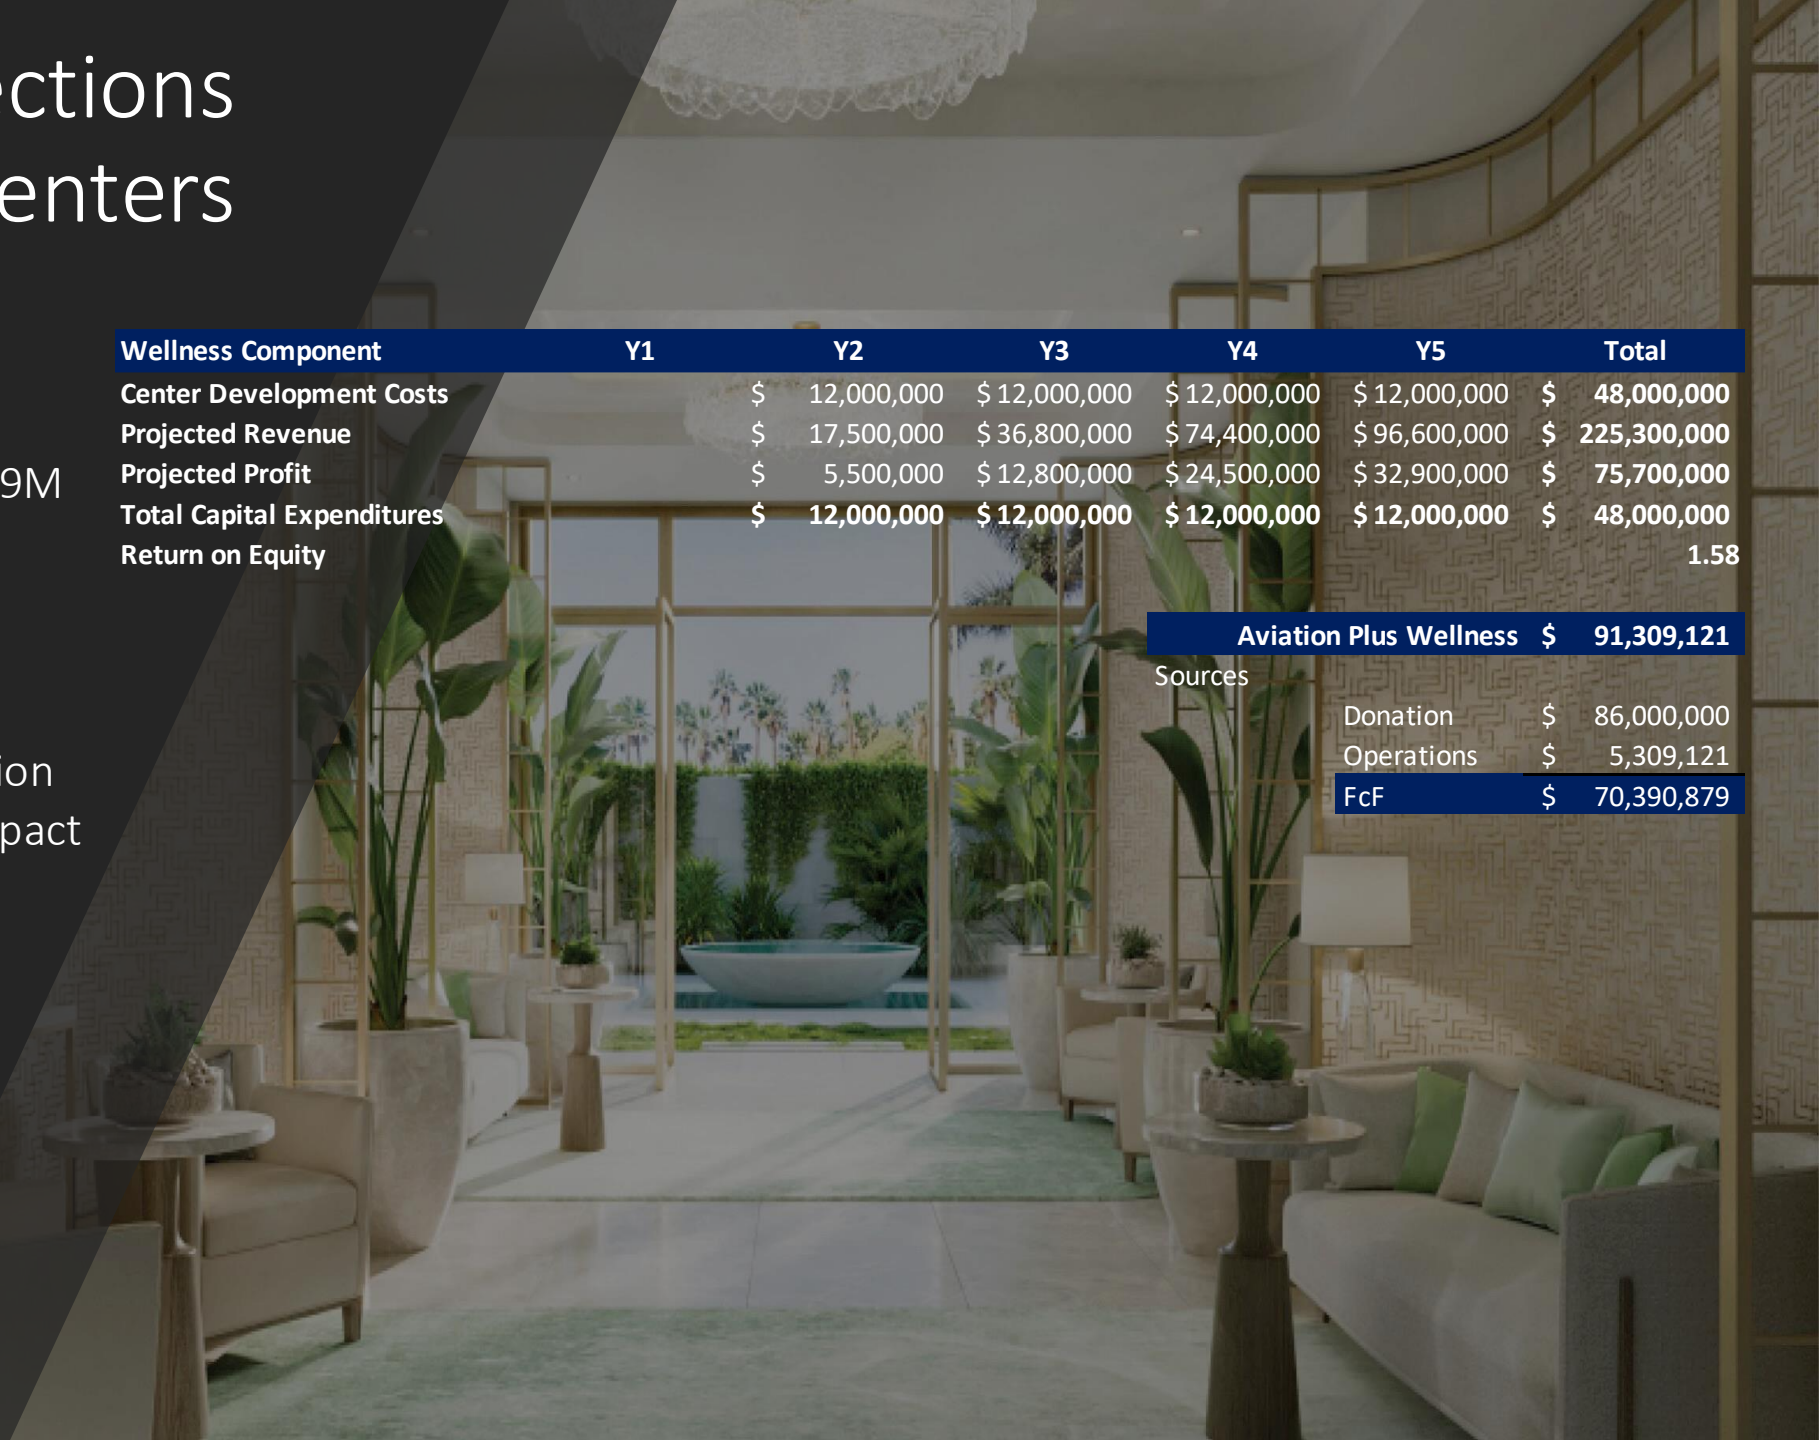 ctions
enters
Wellness Component Y1 Y2 Y3 Y4 Y5 Total
Center Development Costs $ 12,000,000 $ 12,000,000 $ 12,000,000 $ 12,000,000 $ 48,000,000
Projected Revenue $ 17,500,000 $ 36,800,000 $ 74,400,000 $ 96,600,000 $ 225,300,000
9M
Projected Profit $ 5,500,000 $ 12,800,000 $ 24,500,000 $ 32,900,000 $ 75,700,000
Total Capital Expenditures $ 12,000,000 $ 12,000,000 $ 12,000,000 $ 12,000,000 $ 48,000,000
Return on Equity 1.58
Aviation Plus Wellness $ 91,309,121
Sources
Donation $ 86,000,000
Operations $ 5,309,121
FcF $ 70,390,879
ion
pact